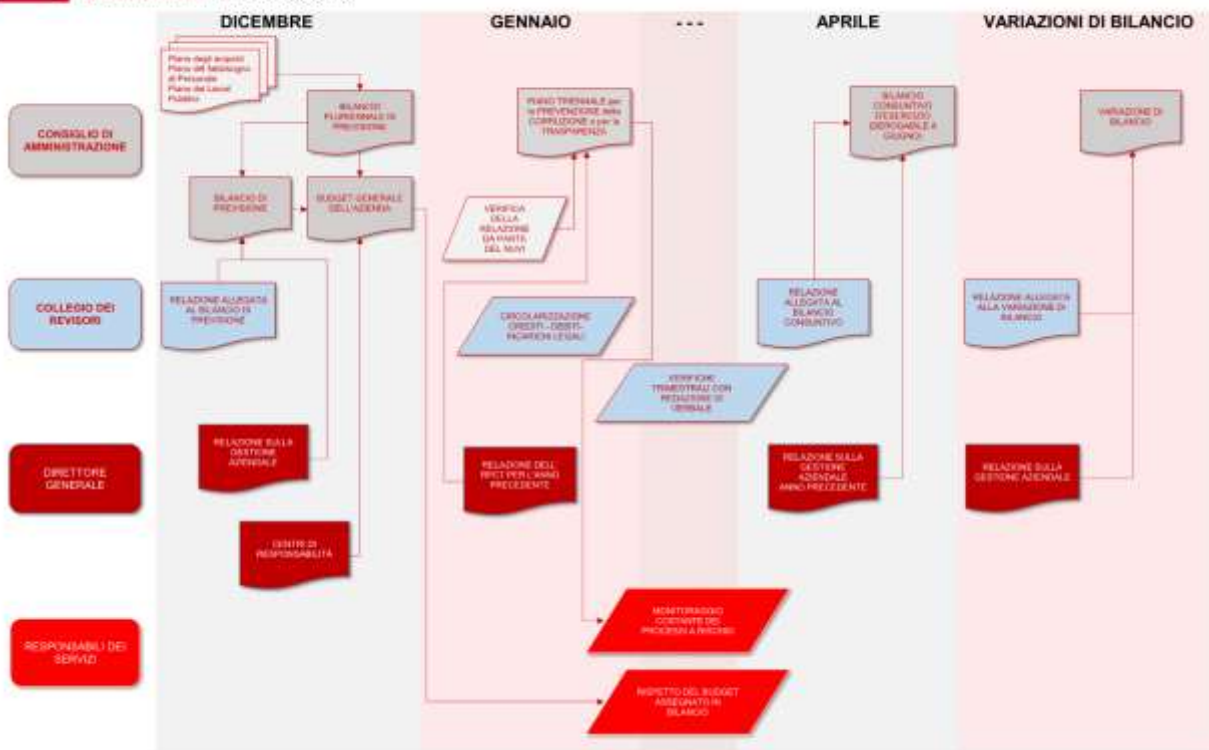 DICEMBRE
GENNAIO
- - -
APRILE
VARIAZIONI DI BILANCIO
Piano degli acquisti
Piano del fabbisogno
di Personale
Piano dei Lavori
Pubblici
CONSIGLIO DI
AMMINISTRAZIONE
BILANCIO
PLURIENNALE DI
PREVISIONE
PIANO TRIENNALE per
la PREVENZIONE della
CORRUZIONE e per la
TRASPARENZA
BILANCIO
CONSUNTIVO
D'ESERCIZIO
(DEROGABILE A
GIUGNO)
VARIAZIONE DI
BILANCIO
BILANCIO DI
PREVISIONE
BUDGET GENERALE
DELL'AZIENDA
VERIFICA
DELLA
RELAZIONE
DA PARTE
DEL NUVI
COLLEGIO DEI
REVISORI
RELAZIONE ALLEGATA
AL BILANCIO DI
PREVISIONE
CIRCOLARIZZAZIONE
CREDITI - DEBITI-
INCARICHI LEGALI
RELAZIONE
ALLEGATA AL
BILANCIO
CONSUNTIVO
RELAZIONE ALLEGATA
ALLA VARIAZIONE DI
BILANCIO
VERIFICHE
TRIMESTRALI CON
REDAZIONE DI
VERBALE
DIRETTORE
GENERALE
RELAZIONE SULLA
GESTIONE
AZIENDALE
RELAZIONE DELL'
RPCT PER L'ANNO
PRECEDENTE
RELAZIONE SULLA
GESTIONE
AZIENDALE
ANNO PRECEDENTE
RELAZIONE SULLA
GESTIONE AZIENDALE
CENTRI DI
RESPONSABILITÀ
RESPONSABILI DEI
SERVIZI
MONITORAGGIO
COSTANTE DEI
PROCESSI A RISCHIO
RISPETTO DEL BUDGET
ASSEGNATO IN
BILANCIO